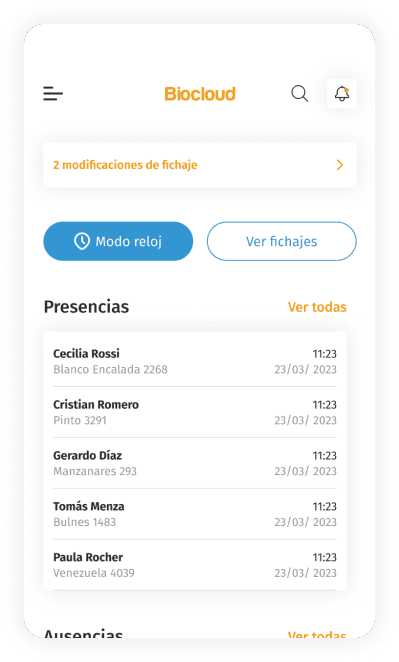 Biocloud
2 modificaciones de fichaje
Modo reloj
Ver fichajes
Presencias
Ver todas
Cecilia Rossi
11:23
Blanco Encalada 2268
23/03/ 2023
Cristian Romero
11:23
Pinto 3291
23/03/ 2023
Gerardo Díaz
11:23
Manzanares 293
23/03/ 2023
Tomás Menza
11:23
Bulnes 1483
23/03/ 2023
Paula Rocher
11:23
Venezuela 4039
23/03/ 2023
Ausencias
Ver todas